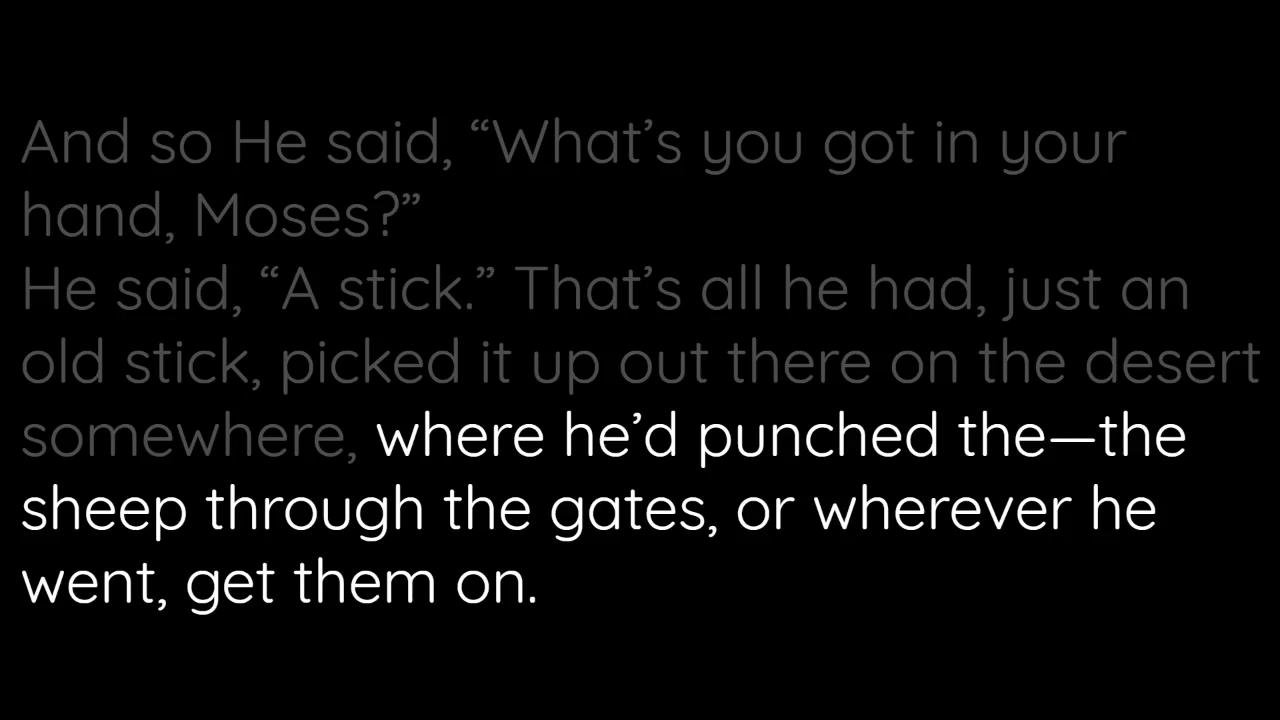 And so He said, “What’s you got in your
hand, Moses?”
He said, “A stick.” That’s all he had, just an
old stick, picked it up out there on the desert
somewhere, where he’d punched the—the
sheep through the gates, or wherever he
went, get them on.